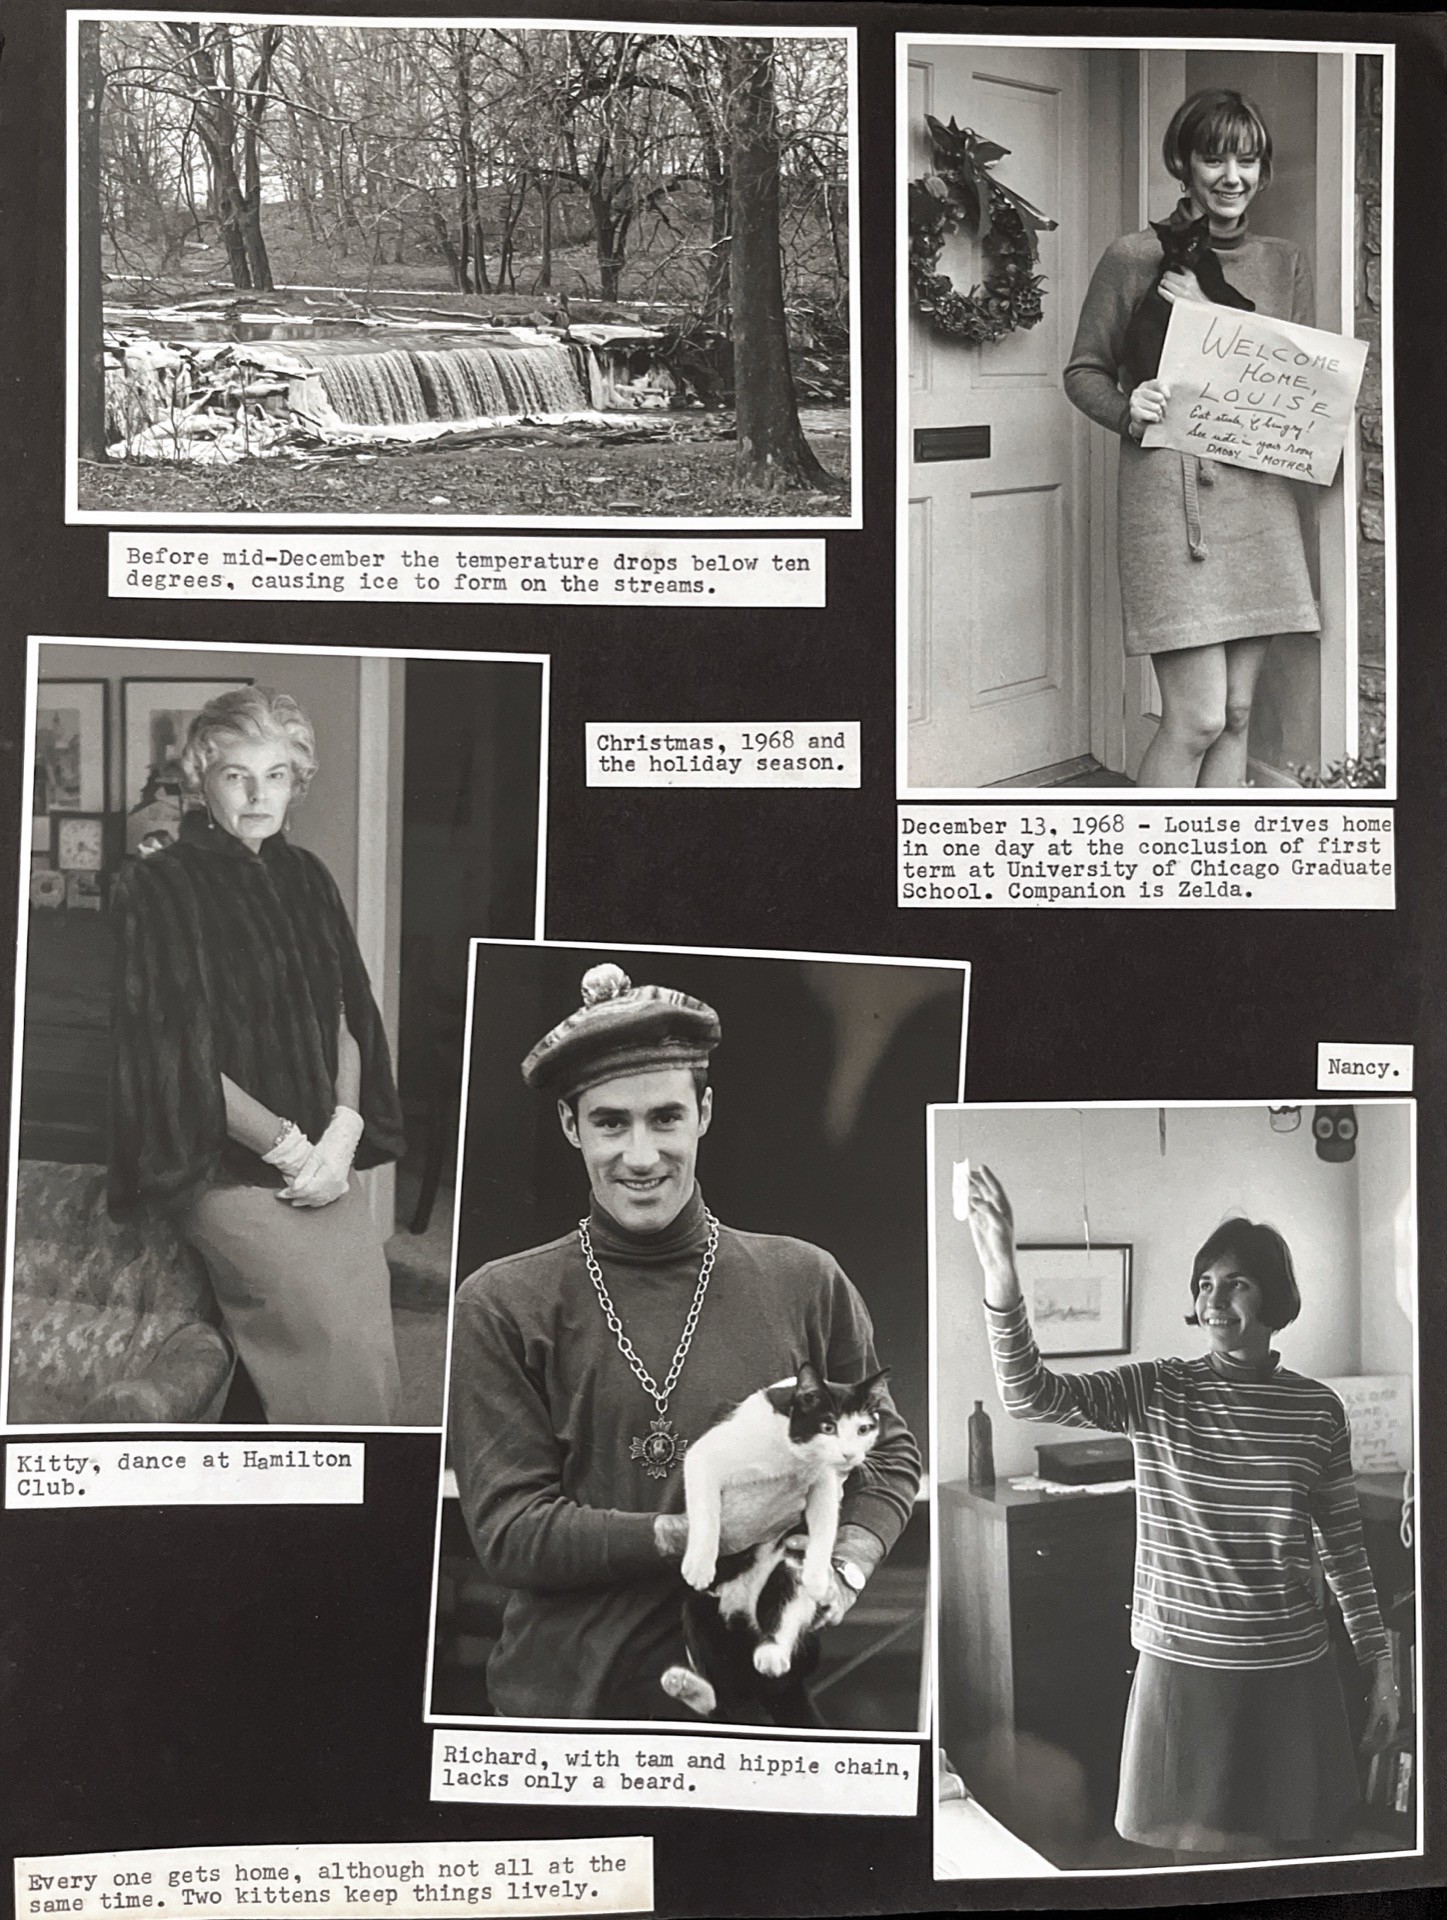 Before mid-December the temperature drops below ten
degrees, causing ice to form on the streams.
WELCOME
HOME,
LOUISE
Eat steak, if hungry!
See note in your room
DADDY — MOTHER
Christmas, 1968 and
the holiday season.
December 13, 1968 - Louise drives home
in one day at the conclusion of first
term at University of Chicago Graduate
School. Companion is Zelda.
Nancy.
Kitty, dance at Hamilton
Club.
Richard, with tam and hippie chain,
lacks only a beard.
Every one gets home, although not all at the
same time. Two kittens keep things lively.